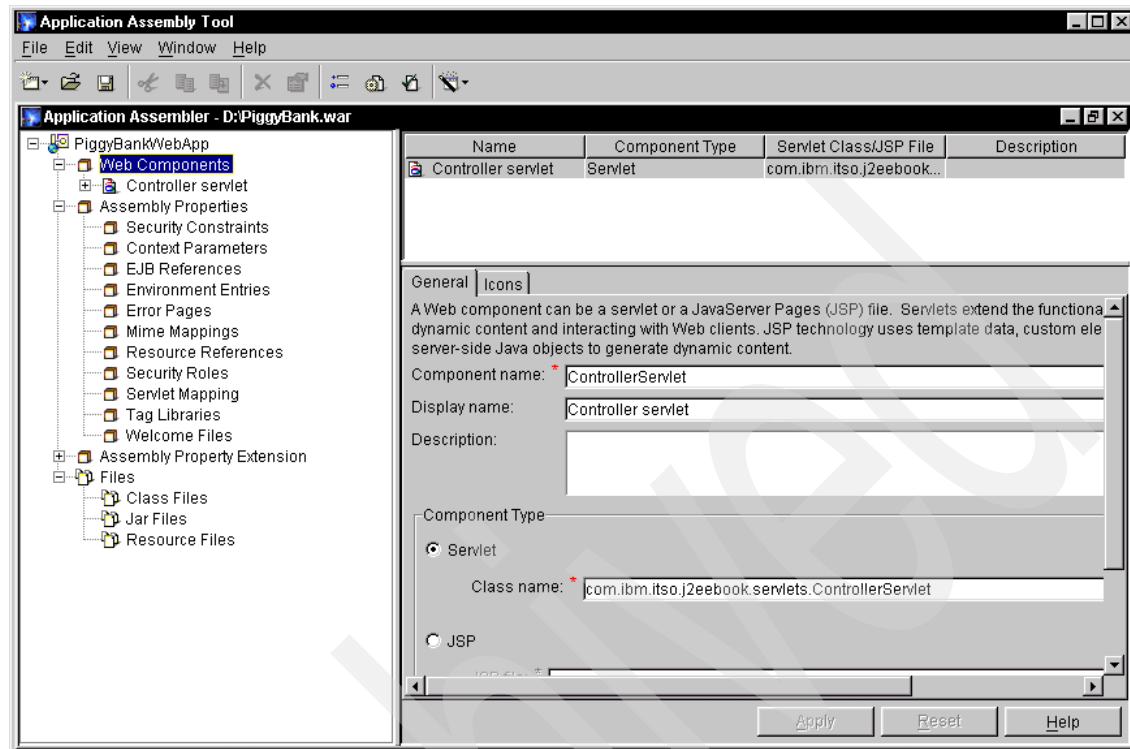 Application Assembly Tool
File Edit View Window Help
Application Assembler - D:\PiggyBank.war
PiggyBankWebApp
Web Components
Controller servlet
Assembly Properties
Security Constraints
Context Parameters
EJB References
Environment Entries
Error Pages
Mime Mappings
Resource References
Security Roles
Servlet Mapping
Tag Libraries
Welcome Files
Assembly Property Extension
Files
Class Files
Jar Files
Resource Files
Name Component Type Servlet Class/JSP File Description
Controller servlet Servlet com.ibm.itso.j2eebook...
General Icons
A Web component can be a servlet or a JavaServer Pages (JSP) file. Servlets extend the functiona
dynamic content and interacting with Web clients. JSP technology uses template data, custom ele
server-side Java objects to generate dynamic content.
Component name: * ControllerServlet
Display name: Controller servlet
Description:
Component Type
Servlet
Class name: * com.ibm.itso.j2eebook.servlets.ControllerServlet
JSP
Apply Reset Help